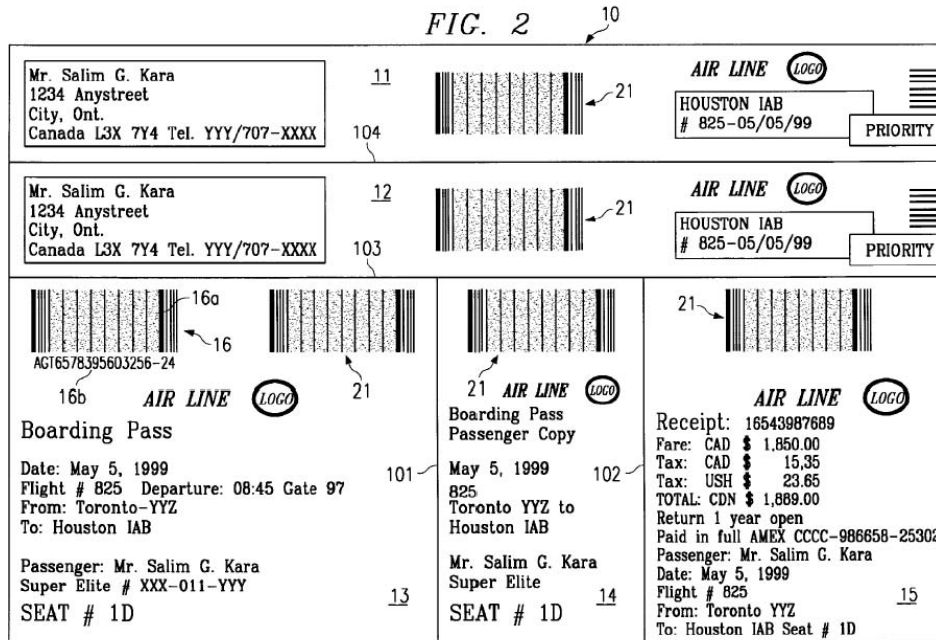 FIG. 2
10
Mr. Salim G. Kara
1234 Anystreet
City, Ont.
Canada L3X 7Y4 Tel. YYY/707-XXXX
11
104
21
AIR LINE LOGO
HOUSTON IAB
# 825-05/05/99
PRIORITY
Mr. Salim G. Kara
1234 Anystreet
City, Ont.
Canada L3X 7Y4 Tel. YYY/707-XXXX
12
103
21
AIR LINE LOGO
HOUSTON IAB
# 825-05/05/99
PRIORITY
16a
16
AGT6578395603256-24
16b
21
AIR LINE LOGO
Boarding Pass
Date: May 5, 1999
Flight # 825 Departure: 08:45 Gate 97
From: Toronto-YYZ
To: Houston IAB
Passenger: Mr. Salim G. Kara
Super Elite # XXX-011-YYY
SEAT # 1D
13
101
21
AIR LINE LOGO
Boarding Pass
Passenger Copy
May 5, 1999
825
Toronto YYZ to
Houston IAB
Mr. Salim G. Kara
Super Elite
SEAT # 1D
14
102
21
AIR LINE LOGO
Receipt: 16543987689
Fare: CAD $ 1,850.00
Tax: CAD $ 15,35
Tax: USH $ 23.65
TOTAL: CDN $ 1,889.00
Return 1 year open
Paid in full AMEX CCCC-986658-25302
Passenger: Mr. Salim G. Kara
Date: May 5, 1999
Flight # 825
From: Toronto YYZ
To: Houston IAB Seat # 1D
15